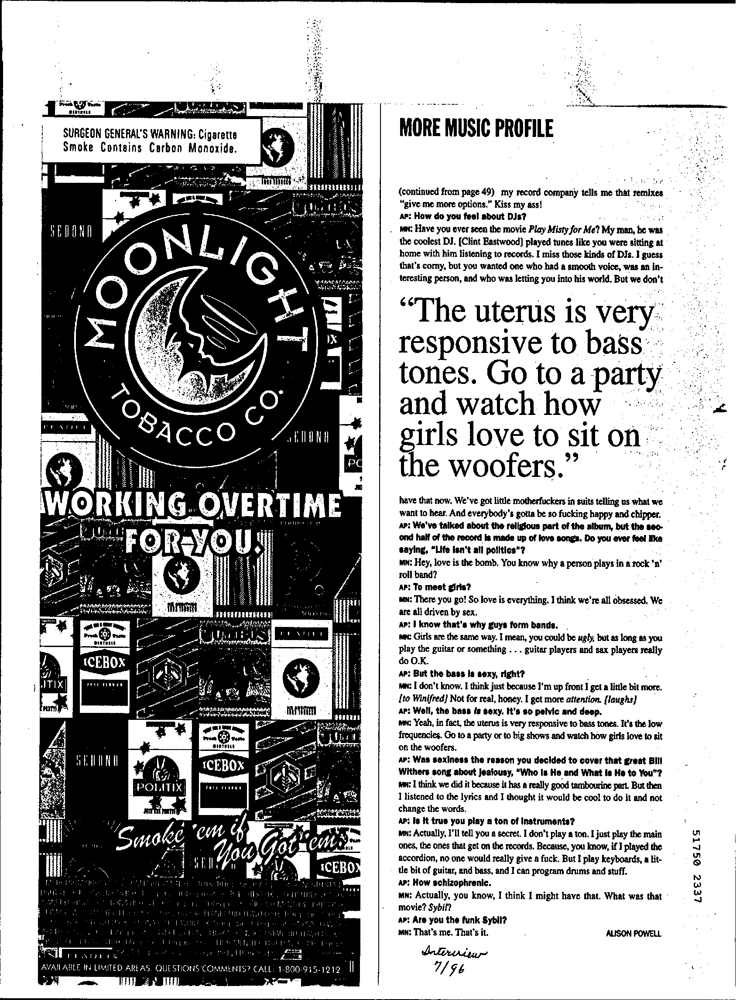 SURGEON GENERAL'S WARNING: Cigarette
Smoke Contains Carbon Monoxide.
SEDONA
MOONLIGHT
TOBACCO CO.
SEDONA
WORKING OVERTIME
FOR YOU.
Fresh Taste
ICEBOX
SEDONA
ICEBOX
POLITIX
JOIN THE PARTY
Smoke 'em if
You Got 'em.
ICEBOX
AVAILABLE IN LIMITED AREAS. QUESTIONS/COMMENTS? CALL: 1-800-915-1212
MORE MUSIC PROFILE
(continued from page 49) my record company tells me that remixes
"give me more options." Kiss my ass!
AP: How do you feel about DJs?
MN: Have you ever seen the movie Play Misty for Me? My man, he was
the coolest DJ. [Clint Eastwood] played tunes like you were sitting at
home with him listening to records. I miss those kinds of DJs. I guess
that's corny, but you wanted one who had a smooth voice, was an in-
teresting person, and who was letting you into his world. But we don't
“The uterus is very
responsive to bass
tones. Go to a party
and watch how
girls love to sit on
the woofers.”
have that now. We've got little motherfuckers in suits telling us what we
want to hear. And everybody's gotta be so fucking happy and chipper.
AP: We've talked about the religious part of the album, but the sec-
ond half of the record is made up of love songs. Do you ever feel like
saying, "Life isn't all politics"?
MN: Hey, love is the bomb. You know why a person plays in a rock 'n'
roll band?
AP: To meet girls?
MN: There you go! So love is everything. I think we're all obsessed. We
are all driven by sex.
AP: I know that's why guys form bands.
MN: Girls are the same way. I mean, you could be ugly, but as long as you
play the guitar or something . . . guitar players and sax players really
do O.K.
AP: But the bass is sexy, right?
MN: I don't know. I think just because I'm up front I get a little bit more.
[to Winifred] Not for real, honey. I get more attention. [laughs]
AP: Well, the bass is sexy. It's so pelvic and deep.
MN: Yeah, in fact, the uterus is very responsive to bass tones. It's the low
frequencies. Go to a party or to big shows and watch how girls love to sit
on the woofers.
AP: Was sexiness the reason you decided to cover that great Bill
Withers song about jealousy, "Who Is He and What Is He to You"?
MN: I think we did it because it has a really good tambourine part. But then
I listened to the lyrics and I thought it would be cool to do it and not
change the words.
AP: Is it true you play a ton of instruments?
MN: Actually, I'll tell you a secret. I don't play a ton. I just play the main
ones, the ones that get on the records. Because, you know, if I played the
accordion, no one would really give a fuck. But I play keyboards, a lit-
tle bit of guitar, and bass, and I can program drums and stuff.
AP: How schizophrenic.
MN: Actually, you know, I think I might have that. What was that
movie? Sybil?
AP: Are you the funk Sybil?
MN: That's me. That's it.
ALISON POWELL
Interview
7/96
51750 2337